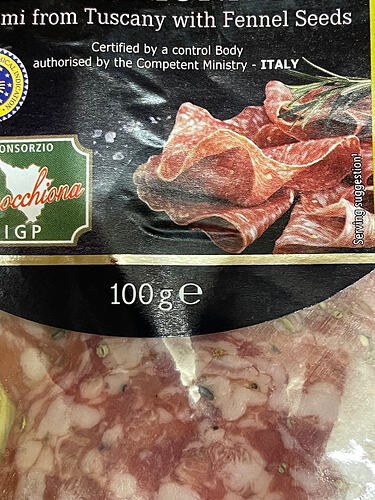 mi from Tuscany with Fennel Seeds
Certified by a control Body
authorised by the Competent Ministry - ITALY
ONSORZIO
occhiona
IGP
Serving suggestion!
100 g e